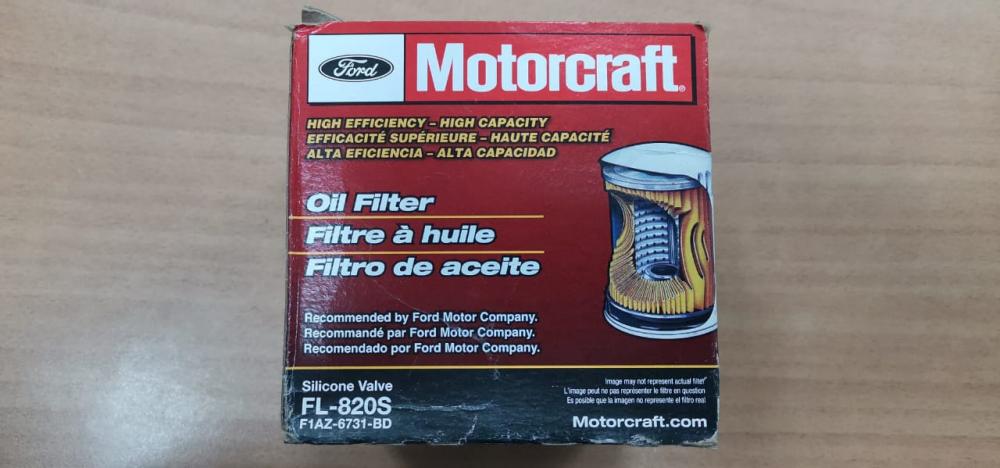 Ford
Motorcraft®
HIGH EFFICIENCY – HIGH CAPACITY
EFFICACITÉ SUPÉRIEURE – HAUTE CAPACITÉ
ALTA EFICIENCIA – ALTA CAPACIDAD
Oil Filter
Filtre à huile
Filtro de aceite
Recommended by Ford Motor Company.
Recommandé par Ford Motor Company.
Recomendado por Ford Motor Company.
Image may not represent actual filter
L'image peut ne pas représenter le filtre en question
Es posible que la imagen no represente el filtro real
Silicone Valve
FL-820S
F1AZ-6731-BD
Motorcraft.com